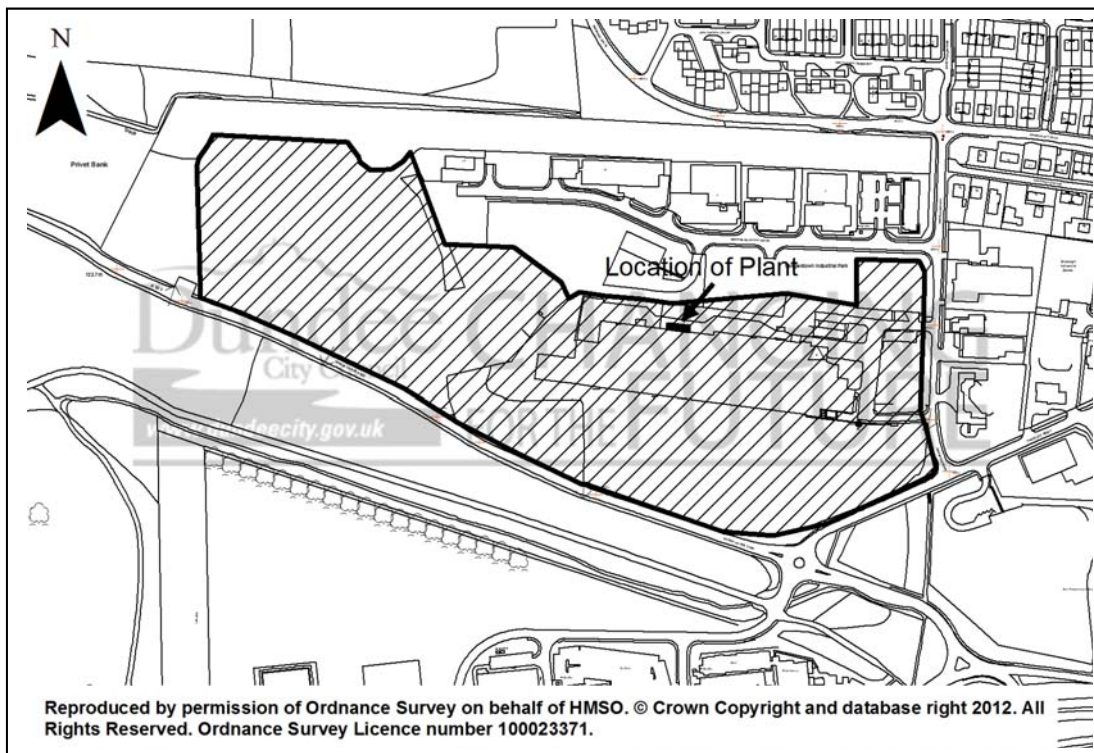 N
Privet Bank
Location of Plant
Dundee
City Council
CHANGING
FOR THE FUTURE
www.dundeecity.gov.uk
Reproduced by permission of Ordnance Survey on behalf of HMSO. © Crown Copyright and database right 2012. All
Rights Reserved. Ordnance Survey Licence number 100023371.